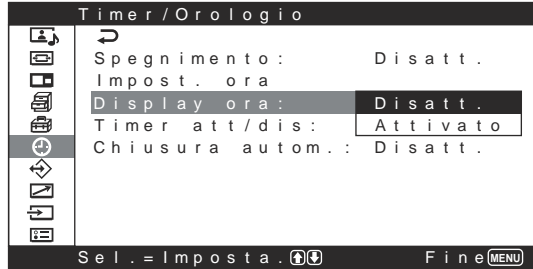 Timer/Orologio
Spegnimento: Disatt.
Impost. ora
Display ora: Disatt.
Timer att/dis: Attivato
Chiusura autom.: Disatt.
Sel.=Imposta. Fine MENU